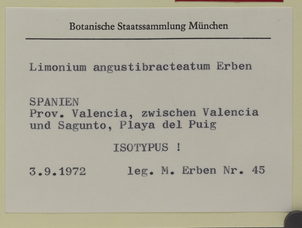 Botanische Staatssammlung München
Limonium angustibracteatum Erben
SPANIEN
Prov. Valencia, zwischen Valencia
und Sagunto, Playa del Puig
ISOTYPUS !
3.9.1972 leg. M. Erben Nr. 45